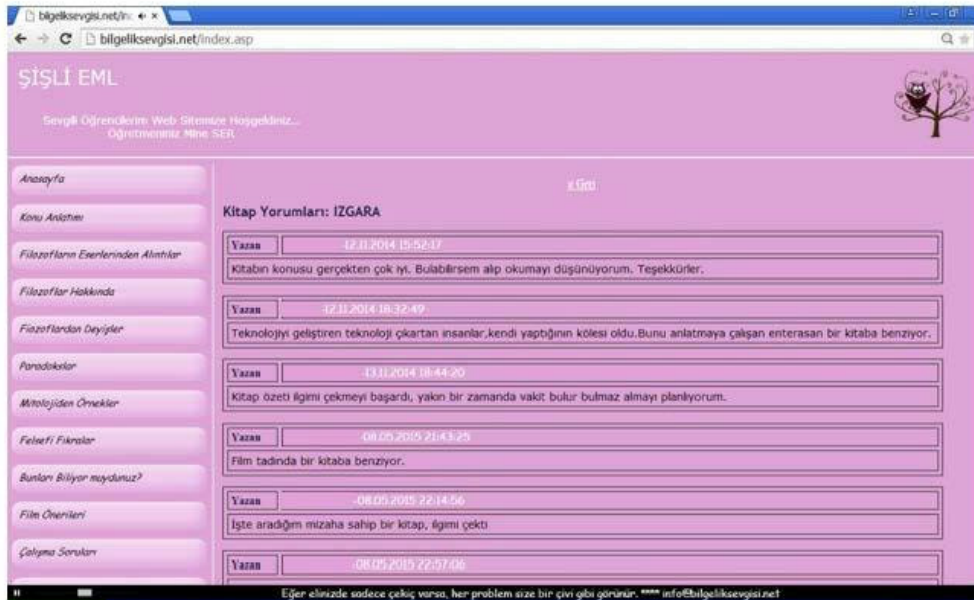 bilgeliksevgisi.net/in
bilgeliksevgisi.net/index.asp
ŞİŞLİ EML
Sevgili Öğrencilerim Web Sitemize Hoşgeldiniz...
Öğretmeniniz Mine SER
Anasayfa
Konu Anlatımı
Filozofların Eserlerinden Alıntılar
Filozoflar Hakkında
Fiozoflardan Deyişler
Paradokslar
Mitolojiden Örnekler
Felsefi Fıkralar
Bunları Biliyor muydunuz?
Film Önerileri
Çalışma Soruları
Kitap Yorumları: IZGARA
Yazan -12.11.2014 15:52:17
Kitabın konusu gerçekten çok iyi. Bulabilirsem alıp okumayı düşünüyorum. Teşekkürler.
Yazan -12.11.2014 18:32:49
Teknolojiyi geliştiren teknoloji çıkartan insanlar,kendi yaptığının kölesi oldu.Bunu anlatmaya çalışan enterasan bir kitaba benziyor.
Yazan -13.11.2014 18:44:20
Kitap özeti ilgimi çekmeyi başardı, yakın bir zamanda vakit bulur bulmaz almayı planlıyorum.
Yazan -08.05.2015 21:43:25
Film tadında bir kitaba benziyor.
Yazan -08.05.2015 22:14:56
İşte aradığım mizaha sahip bir kitap, ilgimi çekti
Yazan -08.05.2015 22:57:06
Eğer elinizde sadece çekiç varsa, her problem size bir çivi gibi görünür. **** info@bilgeliksevgisi.net